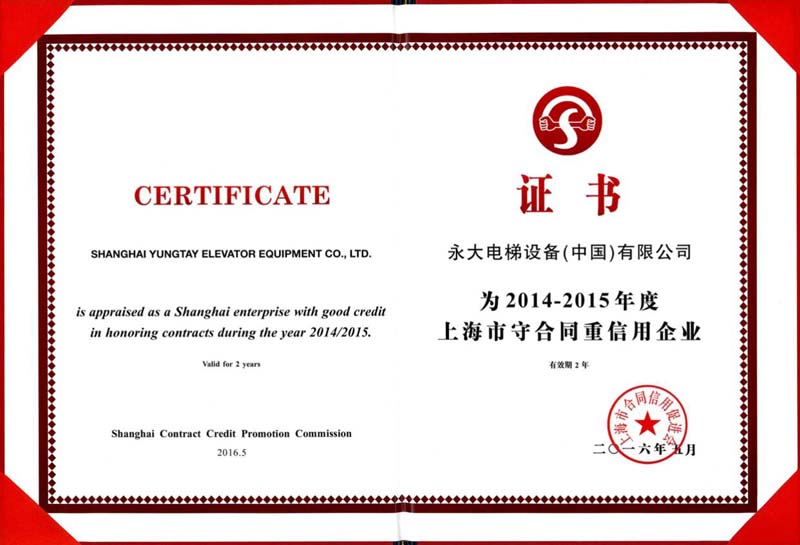 CERTIFICATE
SHANGHAI YUNGTAY ELEVATOR EQUIPMENT CO., LTD.
is appraised as a Shanghai enterprise with good credit
in honoring contracts during the year 2014/2015.
Valid for 2 years
Shanghai Contract Credit Promotion Commission
2016.5
证书
永大电梯设备(中国)有限公司
为2014-2015年度
上海市守合同重信用企业
有效期2年
上海市合同信用促进会
二〇一六年五月